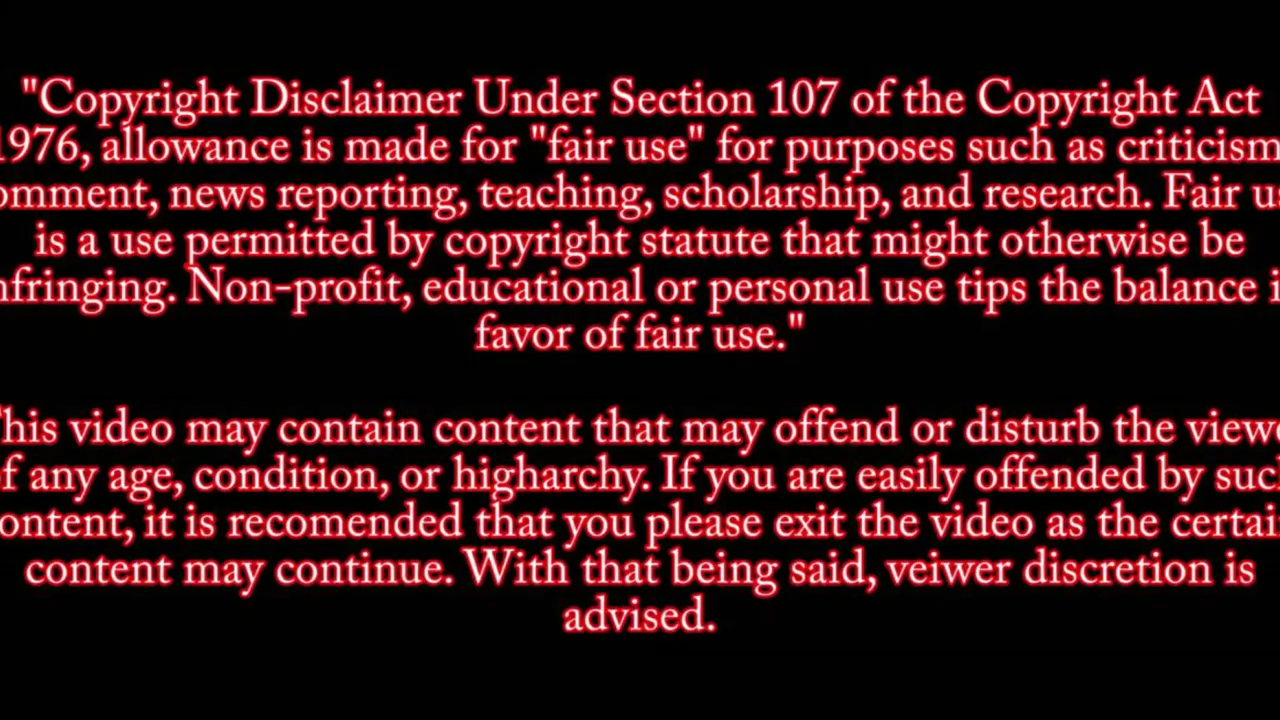 "Copyright Disclaimer Under Section 107 of the Copyright Act
1976, allowance is made for "fair use" for purposes such as criticism
omment, news reporting, teaching, scholarship, and research. Fair u
is a use permitted by copyright statute that might otherwise be
nfringing. Non-profit, educational or personal use tips the balance i
favor of fair use."
This video may contain content that may offend or disturb the viewe
of any age, condition, or higharchy. If you are easily offended by suc
ontent, it is recomended that you please exit the video as the certai
content may continue. With that being said, veiwer discretion is
advised.